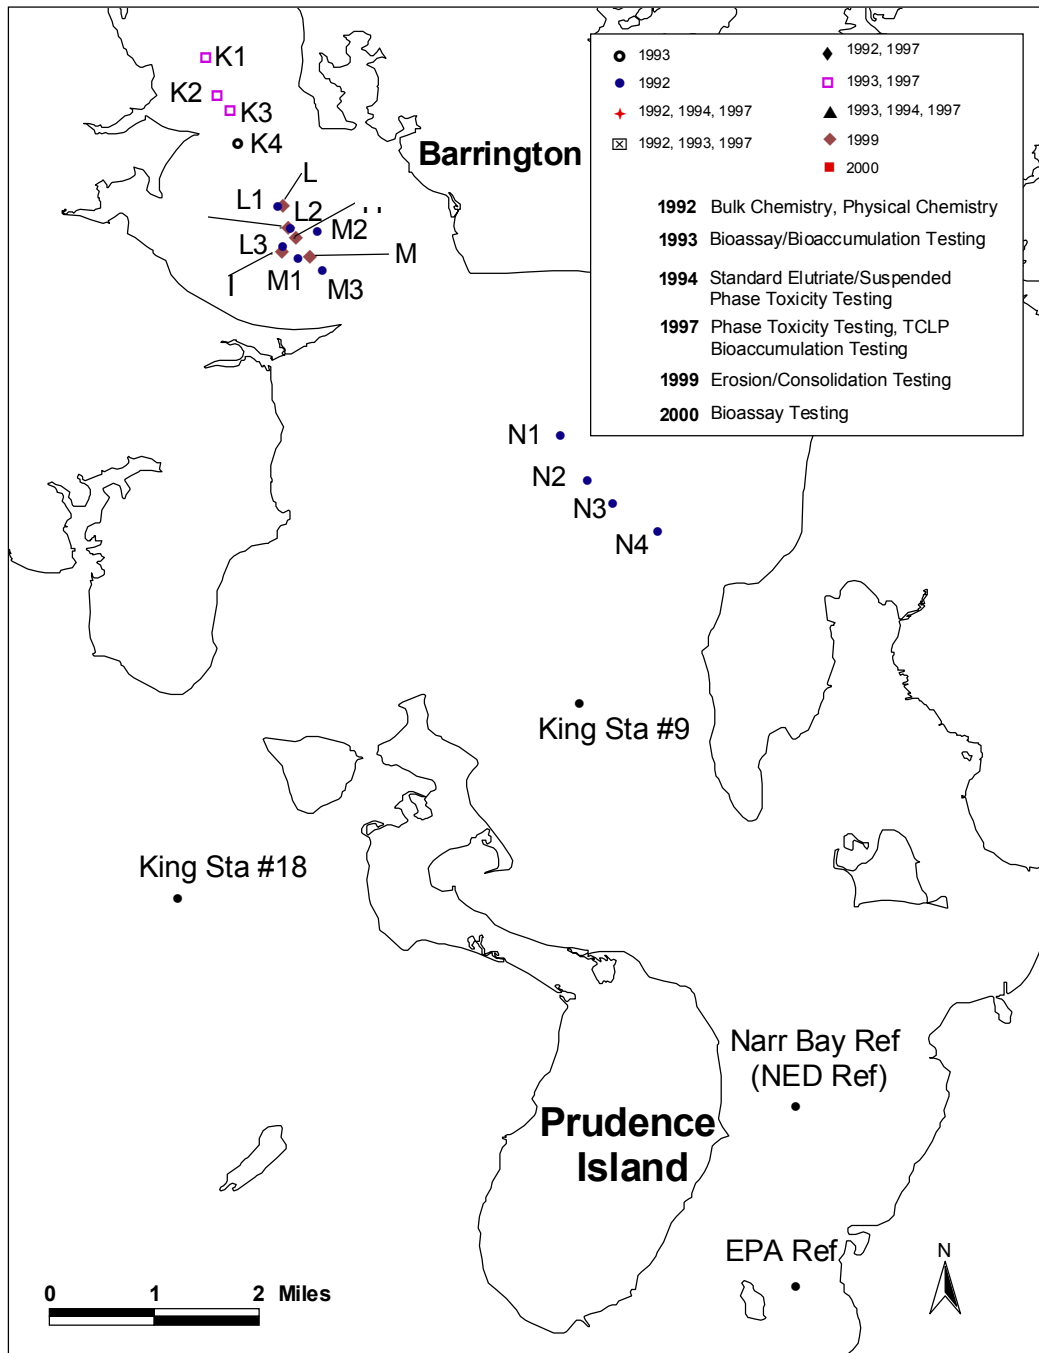 K1
K2
K3
K4
Barrington
L
L1
L2
M2
L3
M
M1
M3
1993
1992, 1997
1992
1993, 1997
1992, 1994, 1997
1993, 1994, 1997
1992, 1993, 1997
1999
2000
1992 Bulk Chemistry, Physical Chemistry
1993 Bioassay/Bioaccumulation Testing
1994 Standard Elutriate/Suspended
Phase Toxicity Testing
1997 Phase Toxicity Testing, TCLP
Bioaccumulation Testing
1999 Erosion/Consolidation Testing
2000 Bioassay Testing
N1
N2
N3
N4
King Sta #9
King Sta #18
Narr Bay Ref
(NED Ref)
Prudence
Island
EPA Ref
N
0 1 2 Miles